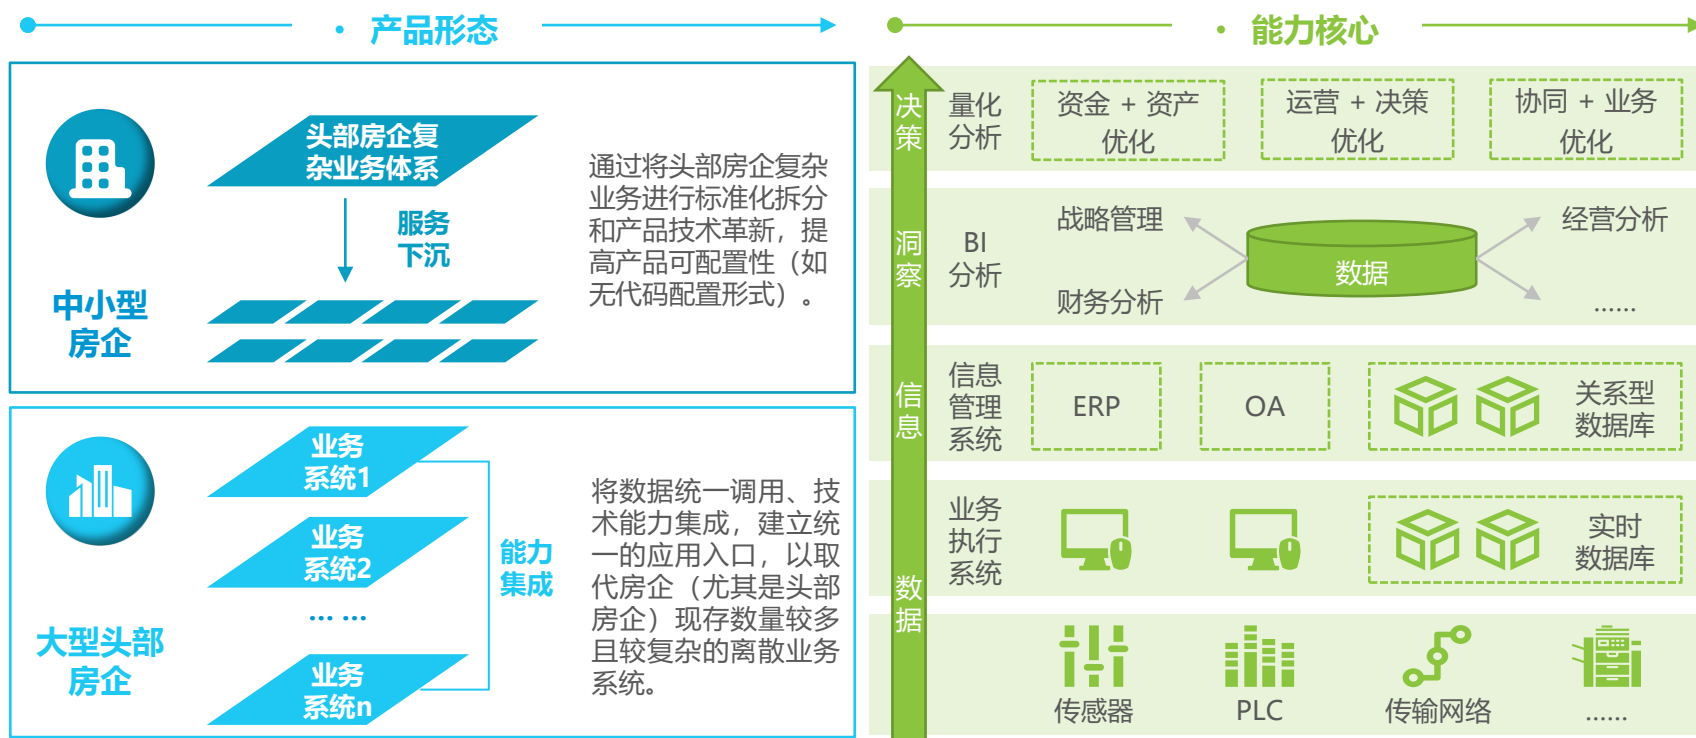 · 产品形态
头部房企复
杂业务体系
服务
下沉
中小型
房企
通过将头部房企复杂
业务进行标准化拆分
和产品技术革新，提
高产品可配置性（如
无代码配置形式）。
业务
系统1
业务
系统2
... ...
业务
系统n
能力
集成
大型头部
房企
将数据统一调用、技
术能力集成，建立统
一的应用入口，以取
代房企（尤其是头部
房企）现存数量较多
且较复杂的离散业务
系统。
· 能力核心
决
策
量化
分析
资金 + 资产
优化
运营 + 决策
优化
协同 + 业务
优化
洞
察
BI
分析
战略管理
财务分析
数据
经营分析
......
信
息
信息
管理
系统
ERP
OA
关系型
数据库
业务
执行
系统
实时
数据库
数
据
传感器
PLC
传输网络
......